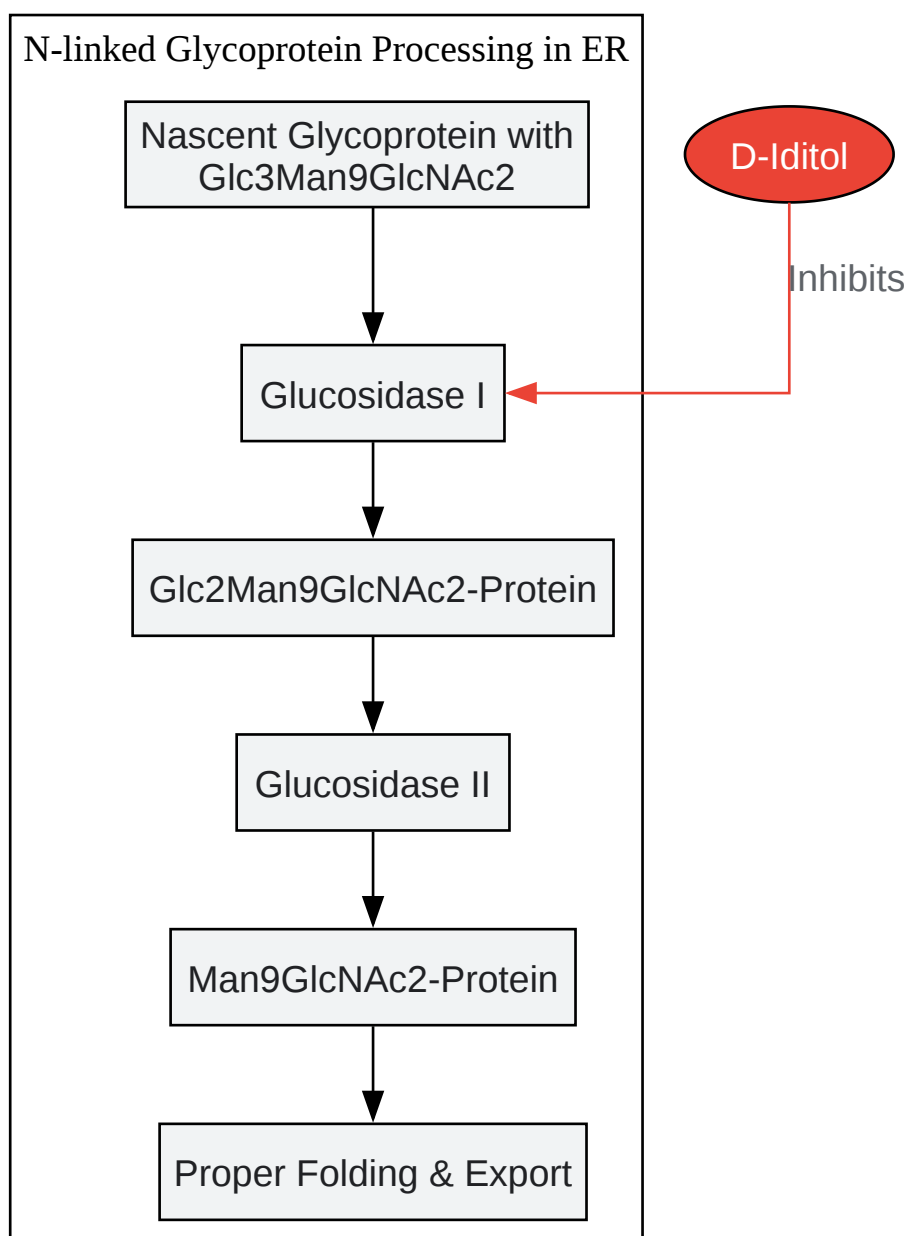 N-linked Glycoprotein Processing in ER
Nascent Glycoprotein with
Glc3Man9GlcNAc2
D-Iditol
Inhibits
Glucosidase I
Glc2Man9GlcNAc2-Protein
Glucosidase II
Man9GlcNAc2-Protein
Proper Folding & Export